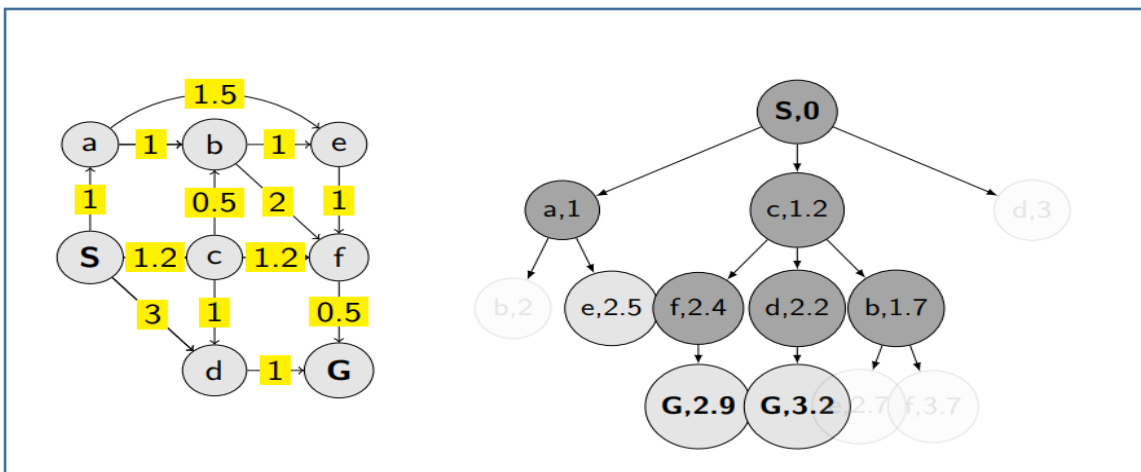 1.5
a 1 b 1 e
1 0.5 2 1
S 1.2 c 1.2 f
3 1 0.5
d 1 G
S,0
a,1 c,1.2 d,3
b,2 e,2.5 f,2.4 d,2.2 b,1.7
G,2.9 G,3.2 e,2.7 f,3.7